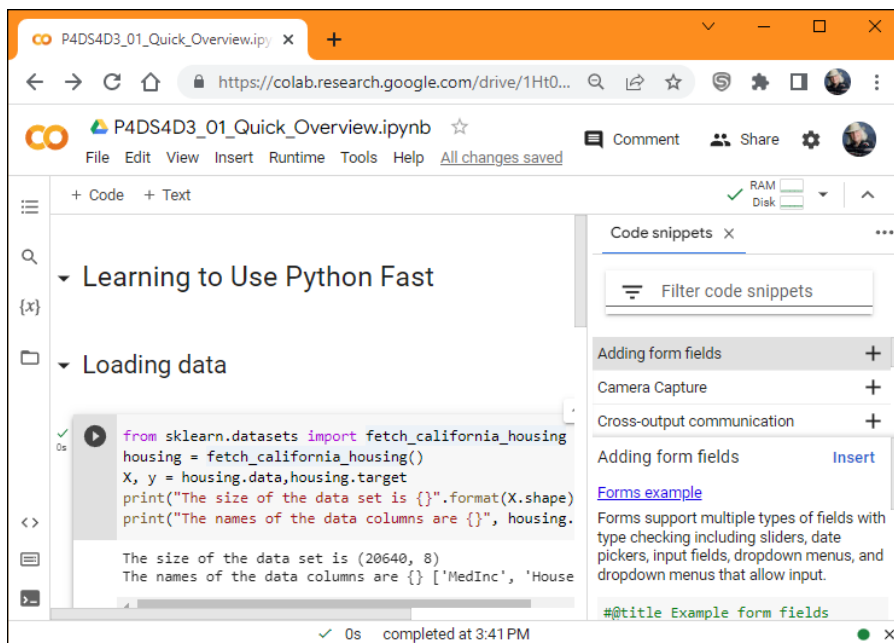 P4DS4D3_01_Quick_Overview.ipy
https://colab.research.google.com/drive/1Ht0...
P4DS4D3_01_Quick_Overview.ipynb
Comment
Share
File Edit View Insert Runtime Tools Help All changes saved
+ Code + Text
RAM
Disk
Code snippets
Learning to Use Python Fast
Filter code snippets
{x}
Loading data
Adding form fields
Camera Capture
Cross-output communication
0s
from sklearn.datasets import fetch_california_housing
housing = fetch_california_housing()
X, y = housing.data,housing.target
print("The size of the data set is {}".format(X.shape)
print("The names of the data columns are {}", housing.
The size of the data set is (20640, 8)
The names of the data columns are {} ['MedInc', 'House
Adding form fields Insert
Forms example
Forms support multiple types of fields with
type checking including sliders, date
pickers, input fields, dropdown menus, and
dropdown menus that allow input.
#@title Example form fields
0s completed at 3:41 PM